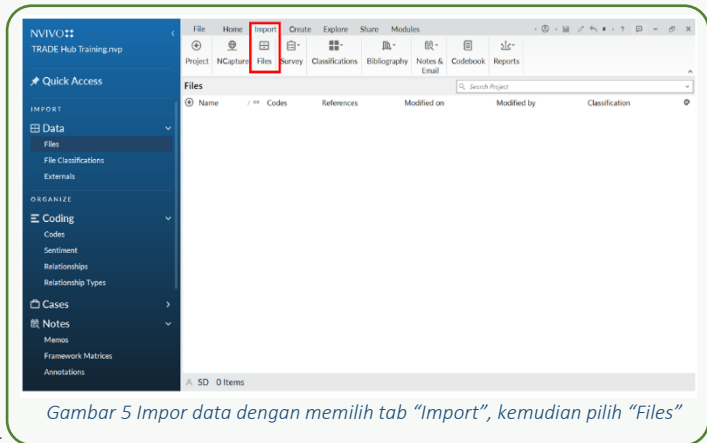 NVIVO
TRADE Hub Training.nvp
Quick Access
IMPORT
Data
Files
File Classifications
Externals
ORGANIZE
Coding
Codes
Sentiment
Relationships
Relationship Types
Cases
Notes
Memos
Framework Matrices
Annotations
File Home Import Create Explore Share Modules
Project NCapture Files Survey Classifications Bibliography Notes & Email Codebook Reports
Files
Search Project
Name Codes References Modified on Modified by Classification
SD 0 Items
Gambar 5 Impor data dengan memilih tab “Import”, kemudian pilih “Files”